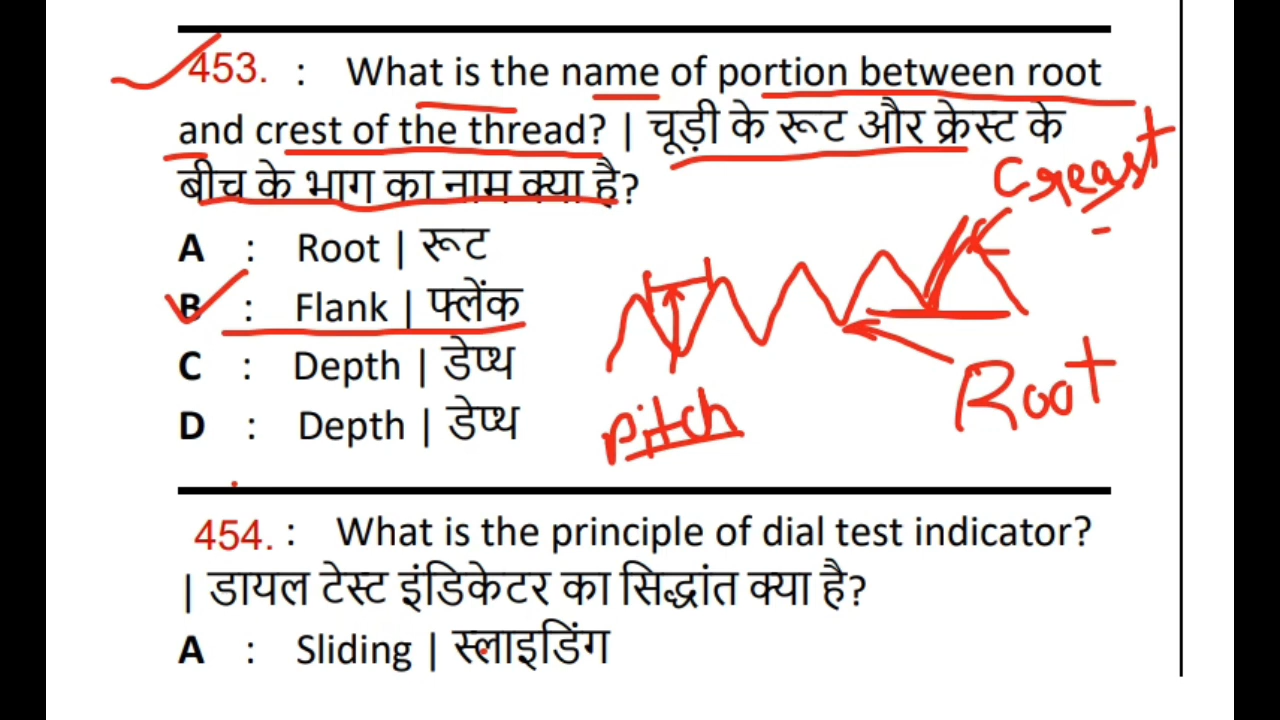 453. : What is the name of portion between root
and crest of the thread? | चूड़ी के रूट और क्रेस्ट के
बीच के भाग का नाम क्या है?
Creast
A : Root | रूट
B : Flank | फ्लेंक
C : Depth | डेप्थ
Root
D : Depth | डेप्थ
Pitch
454. : What is the principle of dial test indicator?
| डायल टेस्ट इंडिकेटर का सिद्धांत क्या है?
A : Sliding | स्लाइडिंग